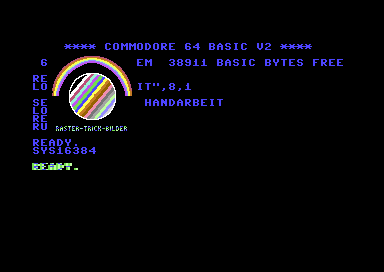 **** COMMODORE 64 BASIC V2 ****
6 EM 38911 BASIC BYTES FREE
RE
LO IT",8,1
SE HANDARBEIT
LO
RE
RU RASTER-TRICK-BILDER
READY.
SYS16384